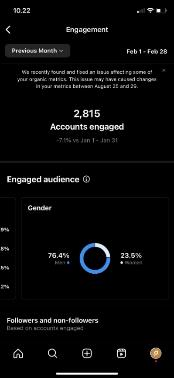 10.22
Engagement
Previous Month
Feb 1 - Feb 28
We recently found and fixed an issue affecting some of
your organic metrics. This issue may have caused changes
in your metrics between August 25 and 29.
2,815
Accounts engaged
-7.1% vs Jan 1 - Jan 31
Engaged audience
Gender
9%
8%
5%
2%
76.4%
Men
23.5%
Women
Followers and non-followers
Based on accounts engaged